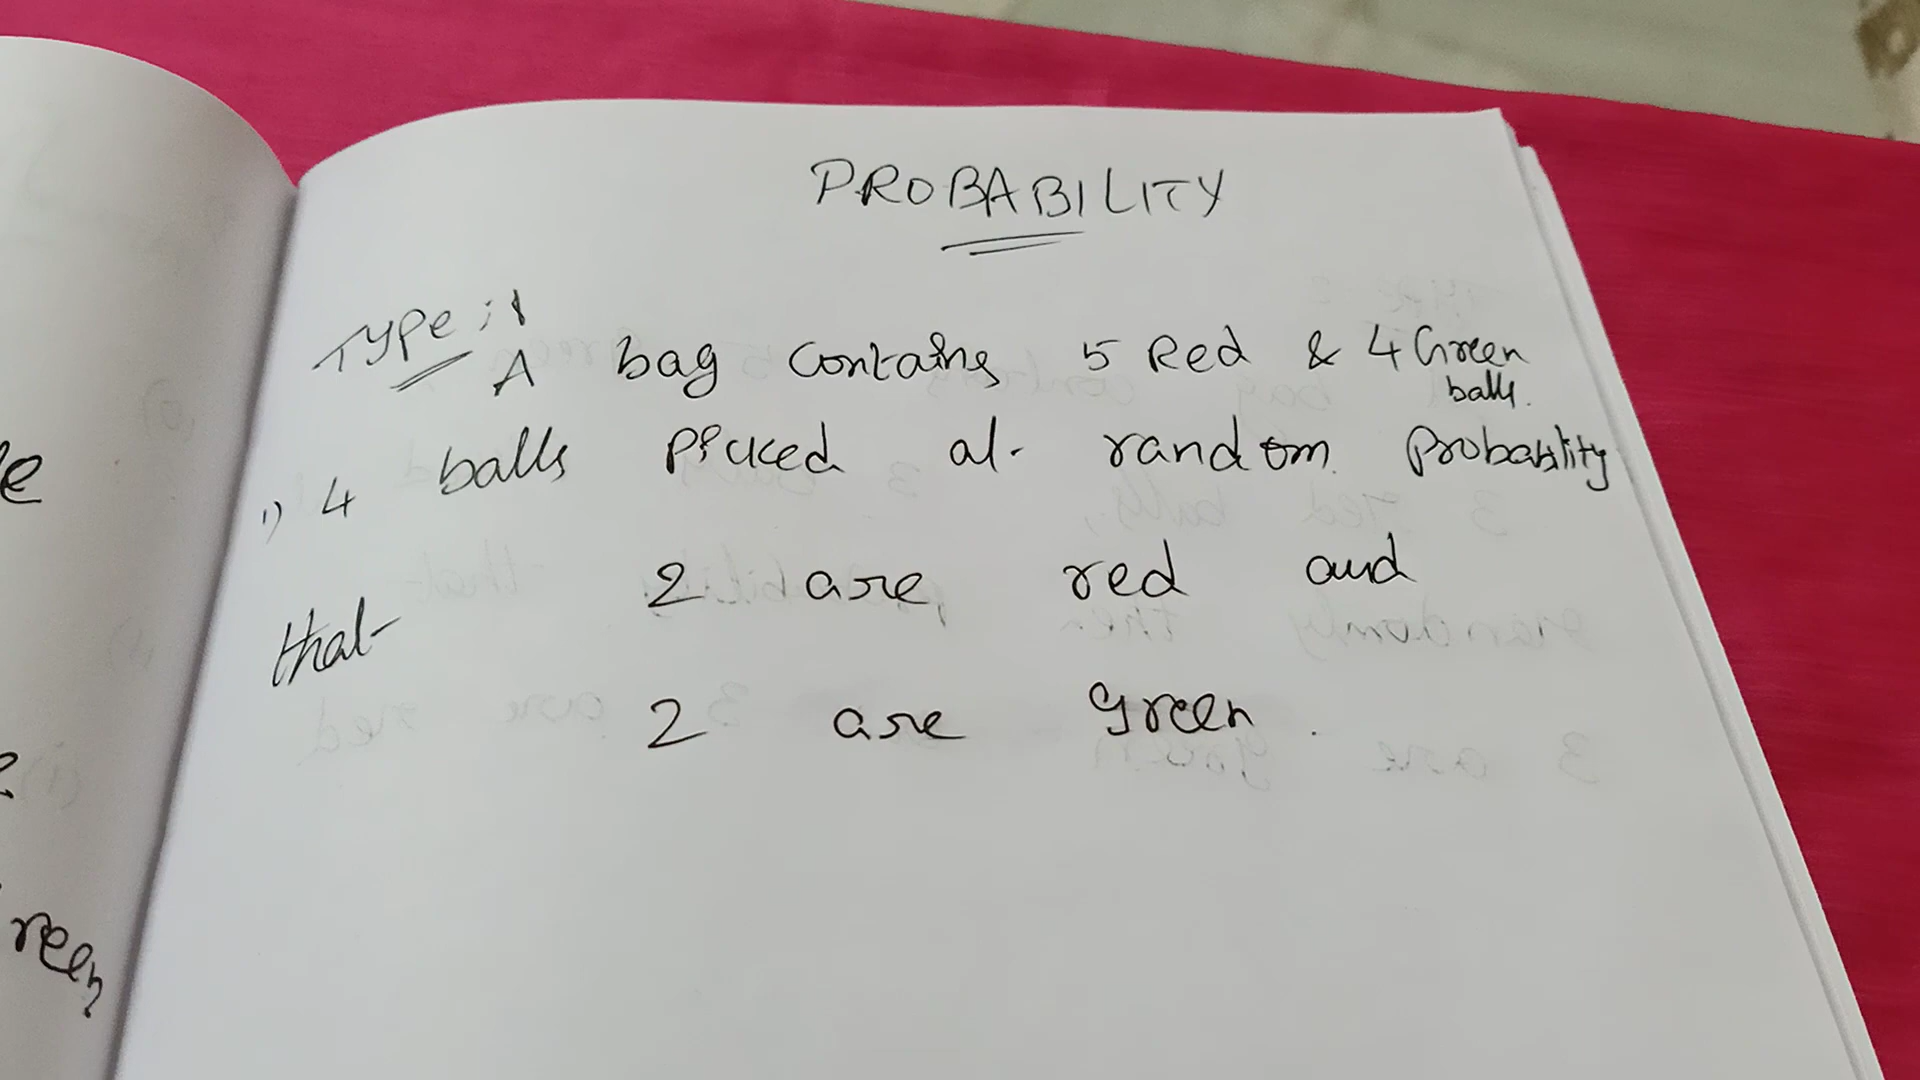 PROBABILITY
Type : 1
A bag contains 5 Red & 4 Green
balls.
1) 4 balls picked at random probability
that 2 are red and
2 are green.
reen